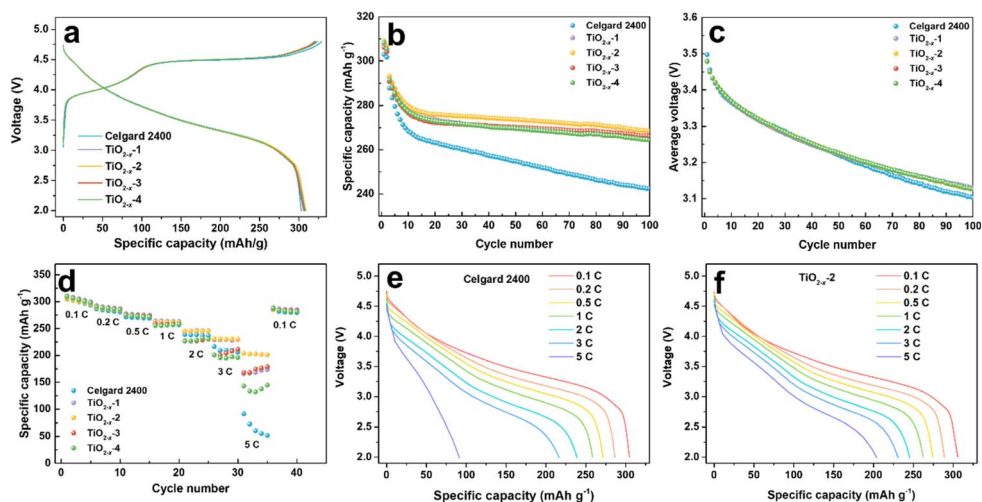 a
5.0
4.5
4.0
3.5
3.0
2.5
2.0
Voltage (V)
Celgard 2400
TiO2-x-1
TiO2-x-2
TiO2-x-3
TiO2-x-4
0 50 100 150 200 250 300
Specific capacity (mAh/g)
b
340
320
300
280
260
240
Specific capacity (mAh g-1)
Celgard 2400
TiO2-x-1
TiO2-x-2
TiO2-x-3
TiO2-x-4
0 10 20 30 40 50 60 70 80 90 100
Cycle number
c
3.6
3.5
3.4
3.3
3.2
3.1
3.0
Average voltage (V)
Celgard 2400
TiO2-x-1
TiO2-x-2
TiO2-x-3
TiO2-x-4
0 10 20 30 40 50 60 70 80 90 100
Cycle number
d
350
300
250
200
150
100
50
0
Specific capacity (mAh g-1)
0.1 C
0.2 C
0.5 C
1 C
2 C
3 C
5 C
0.1 C
Celgard 2400
TiO2-x-1
TiO2-x-2
TiO2-x-3
TiO2-x-4
0 10 20 30 40
Cycle number
e
Celgard 2400
5.0
4.5
4.0
3.5
3.0
2.5
2.0
Voltage (V)
0.1 C
0.2 C
0.5 C
1 C
2 C
3 C
5 C
0 50 100 150 200 250 300
Specific capacity (mAh g-1)
f
TiO2-x-2
5.0
4.5
4.0
3.5
3.0
2.5
2.0
Voltage (V)
0.1 C
0.2 C
0.5 C
1 C
2 C
3 C
5 C
0 50 100 150 200 250 300
Specific capacity (mAh g-1)